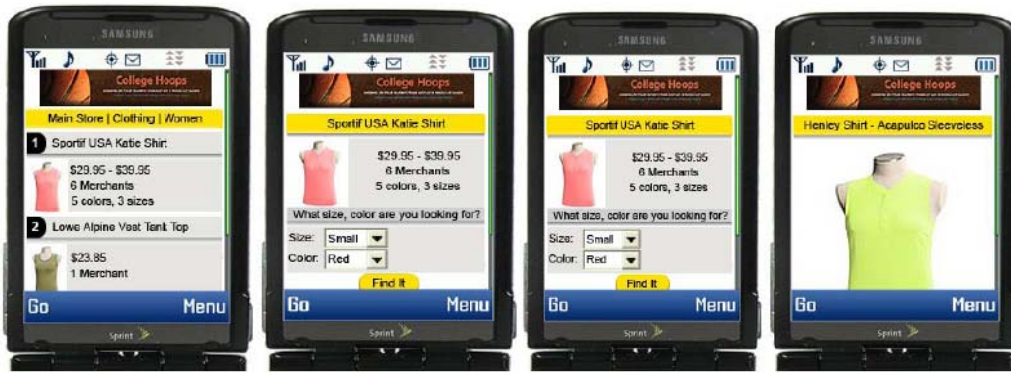 SAMSUNG
College Hoops
Main Store | Clothing | Women
1 Sportif USA Katie Shirt
$29.95 - $39.95
6 Merchants
5 colors, 3 sizes
2 Lowe Alpine Vest Tank Top
$23.85
1 Merchant
Go Menu
Sprint
SAMSUNG
College Hoops
Sportif USA Katie Shirt
$29.95 - $39.95
6 Merchants
5 colors, 3 sizes
What size, color are you looking for?
Size: Small
Color: Red
Find It
Go Menu
Sprint
SAMSUNG
College Hoops
Sportif USA Katie Shirt
$29.95 - $39.95
6 Merchants
5 colors, 3 sizes
What size, color are you looking for?
Size: Small
Color: Red
Find It
Go Menu
Sprint
SAMSUNG
College Hoops
Henley Shirt - Acapulco Sleeveless
Go Menu
Sprint